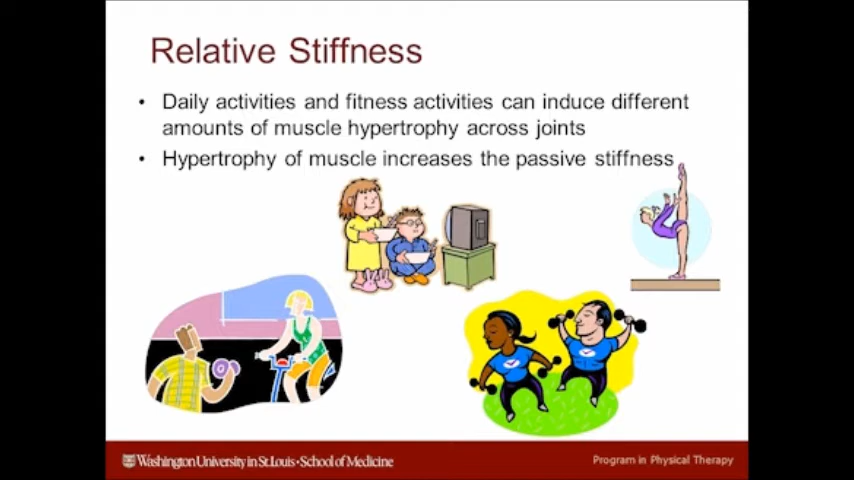 Relative Stiffness
• Daily activities and fitness activities can induce different
amounts of muscle hypertrophy across joints
• Hypertrophy of muscle increases the passive stiffness
Washington University in St. Louis • School of Medicine
Program in Physical Therapy